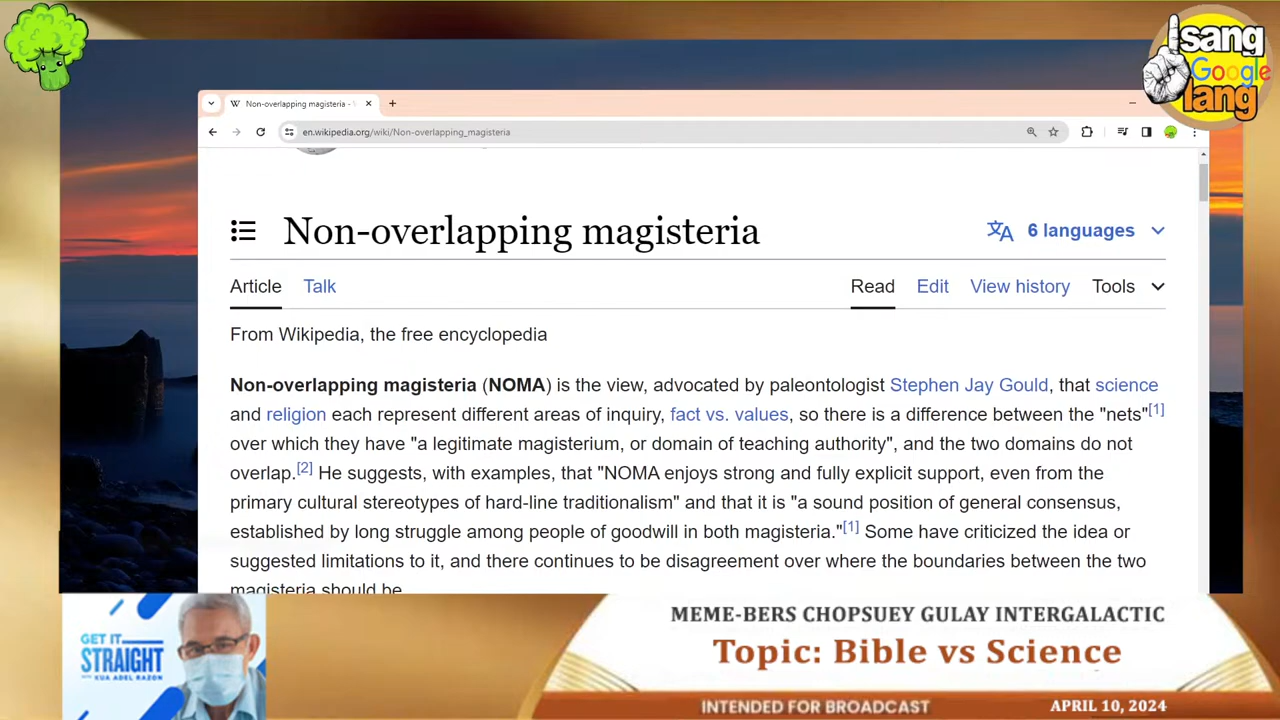 isang
Google
lang
Non-overlapping magisteria -
en.wikipedia.org/wiki/Non-overlapping_magisteria
Non-overlapping magisteria
6 languages
Article Talk Read Edit View history Tools
From Wikipedia, the free encyclopedia
Non-overlapping magisteria (NOMA) is the view, advocated by paleontologist Stephen Jay Gould, that science
and religion each represent different areas of inquiry, fact vs. values, so there is a difference between the "nets"[1]
over which they have "a legitimate magisterium, or domain of teaching authority", and the two domains do not
overlap.[2] He suggests, with examples, that "NOMA enjoys strong and fully explicit support, even from the
primary cultural stereotypes of hard-line traditionalism" and that it is "a sound position of general consensus,
established by long struggle among people of goodwill in both magisteria."[1] Some have criticized the idea or
suggested limitations to it, and there continues to be disagreement over where the boundaries between the two
magisteria should be
GET IT
STRAIGHT
WITH KUA ADEL RAZON
MEME-BERS CHOPSUEY GULAY INTERGALACTIC
Topic: Bible vs Science
INTENDED FOR BROADCAST
APRIL 10, 2024